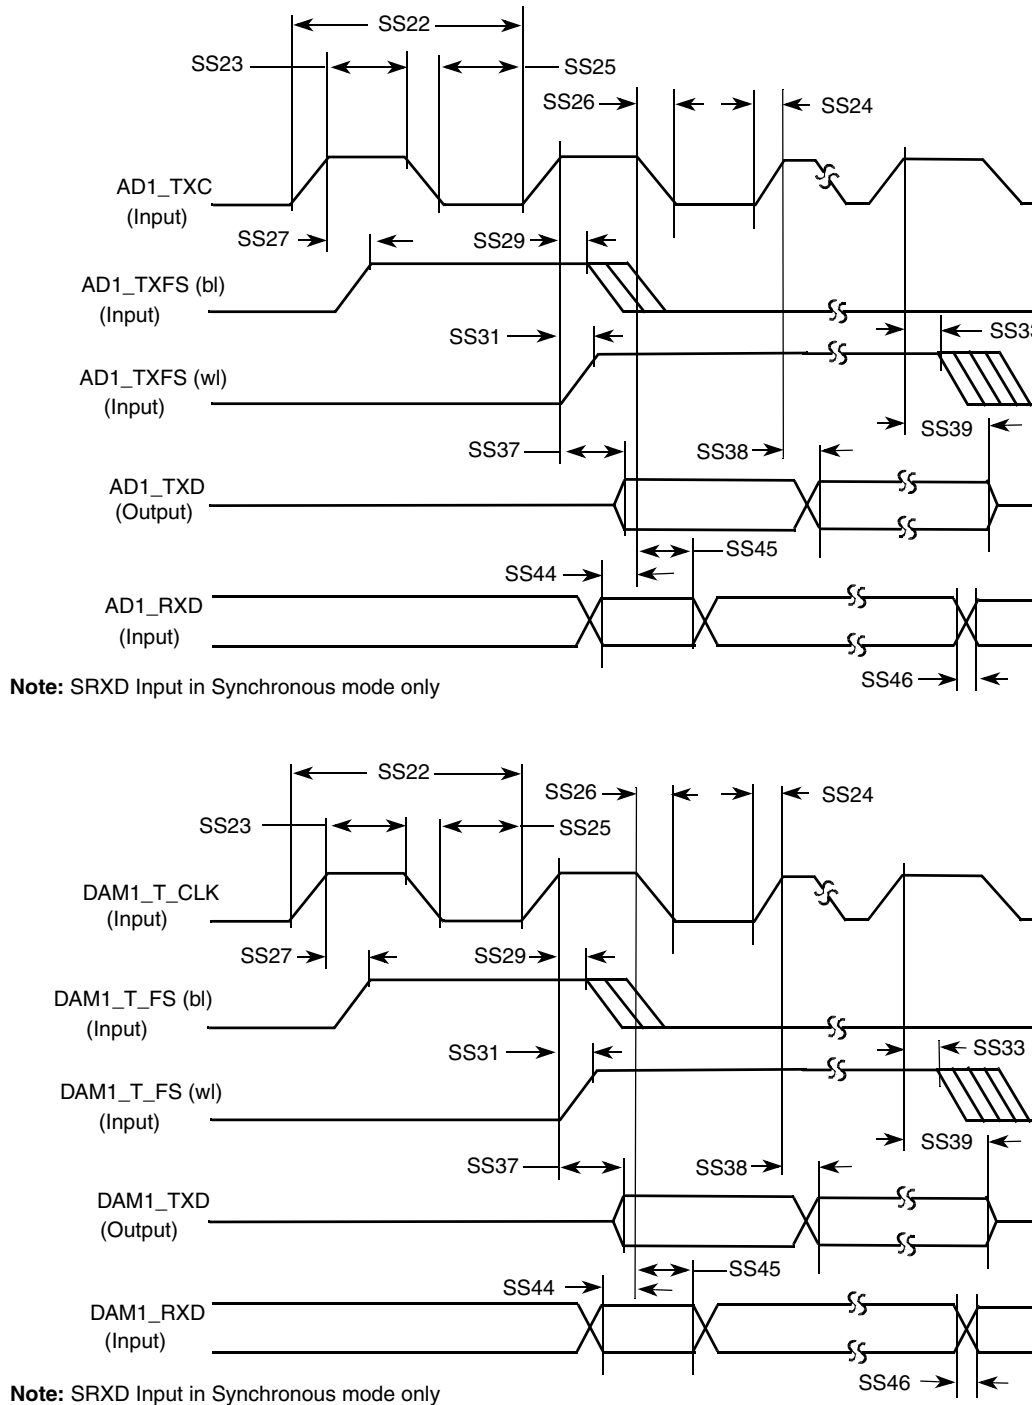 SS22
SS23
SS25
SS26
SS24
AD1_TXC
(Input)
SS27
SS29
AD1_TXFS (bl)
(Input)
SS31
SS33
AD1_TXFS (wl)
(Input)
SS39
SS37
SS38
AD1_TXD
(Output)
SS45
SS44
AD1_RXD
(Input)
SS46
Note: SRXD Input in Synchronous mode only
SS22
SS26
SS24
SS23
SS25
DAM1_T_CLK
(Input)
SS27
SS29
DAM1_T_FS (bl)
(Input)
SS31
SS33
DAM1_T_FS (wl)
(Input)
SS39
SS37
SS38
DAM1_TXD
(Output)
SS45
SS44
DAM1_RXD
(Input)
SS46
Note: SRXD Input in Synchronous mode only